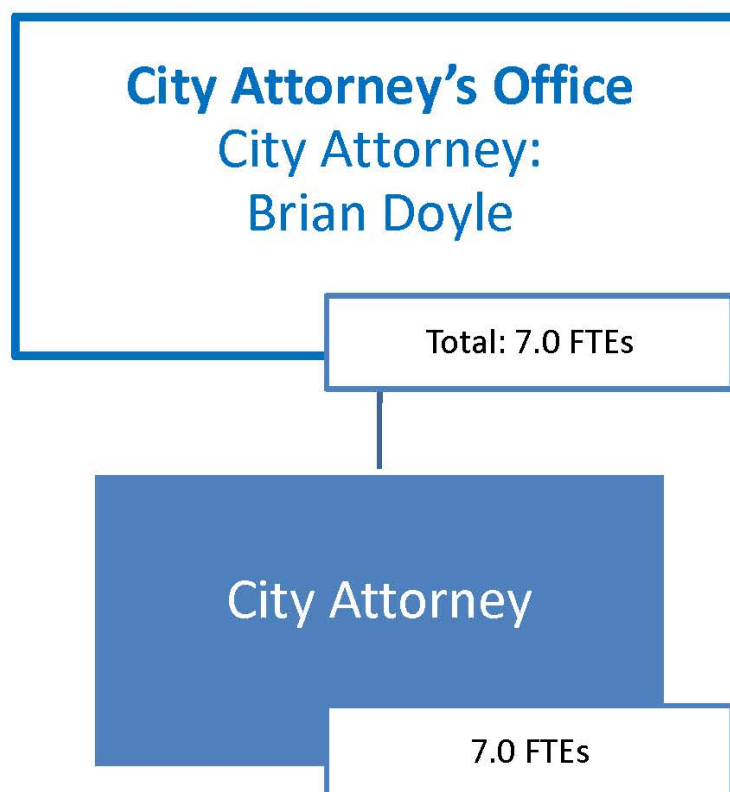 City Attorney’s Office
City Attorney:
Brian Doyle
Total: 7.0 FTEs
City Attorney
7.0 FTEs